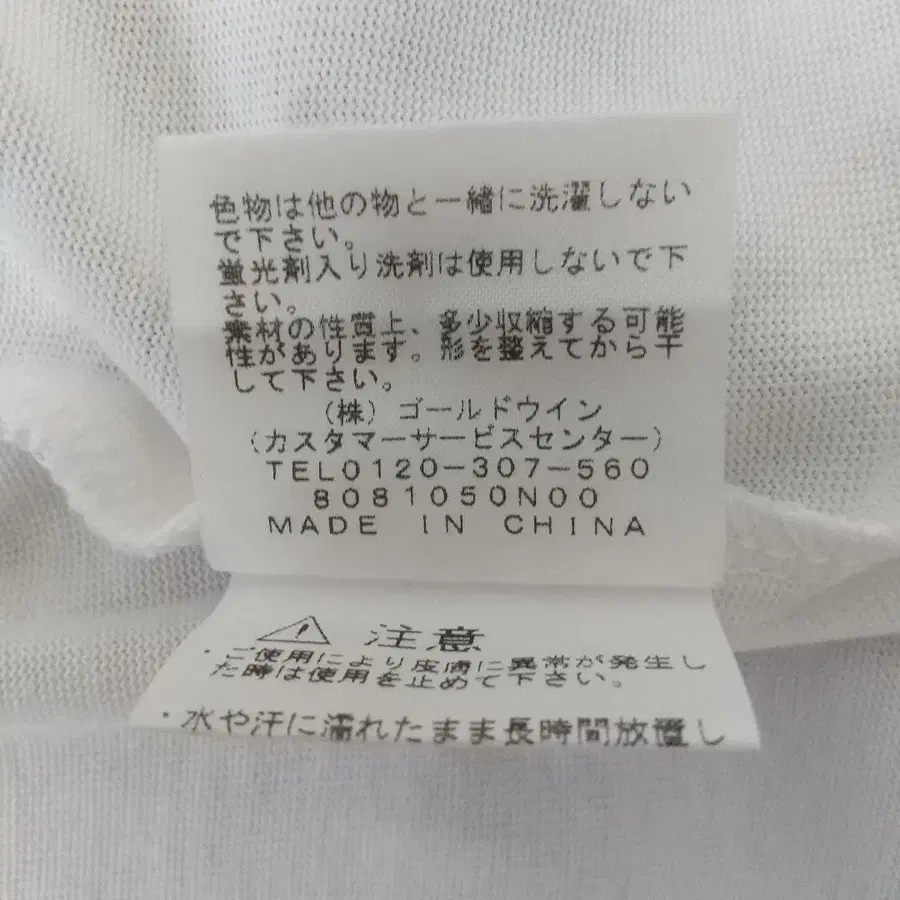 色物は他の物と一緒に洗濯しない
で下さい。
蛍光剤入り洗剤は使用しないで下
さい。
素材の性質上、多少収縮する可能
性があります。形を整えてから干
して下さい。
(株)ゴールドウイン
(カスタマーサービスセンター)
TEL0120-307-560
8081050N00
MADE IN CHINA
⚠ 注意
・ご使用により皮膚に異常が発生し
た時は使用を止めて下さい。
・水や汗に濡れたまま長時間放置し